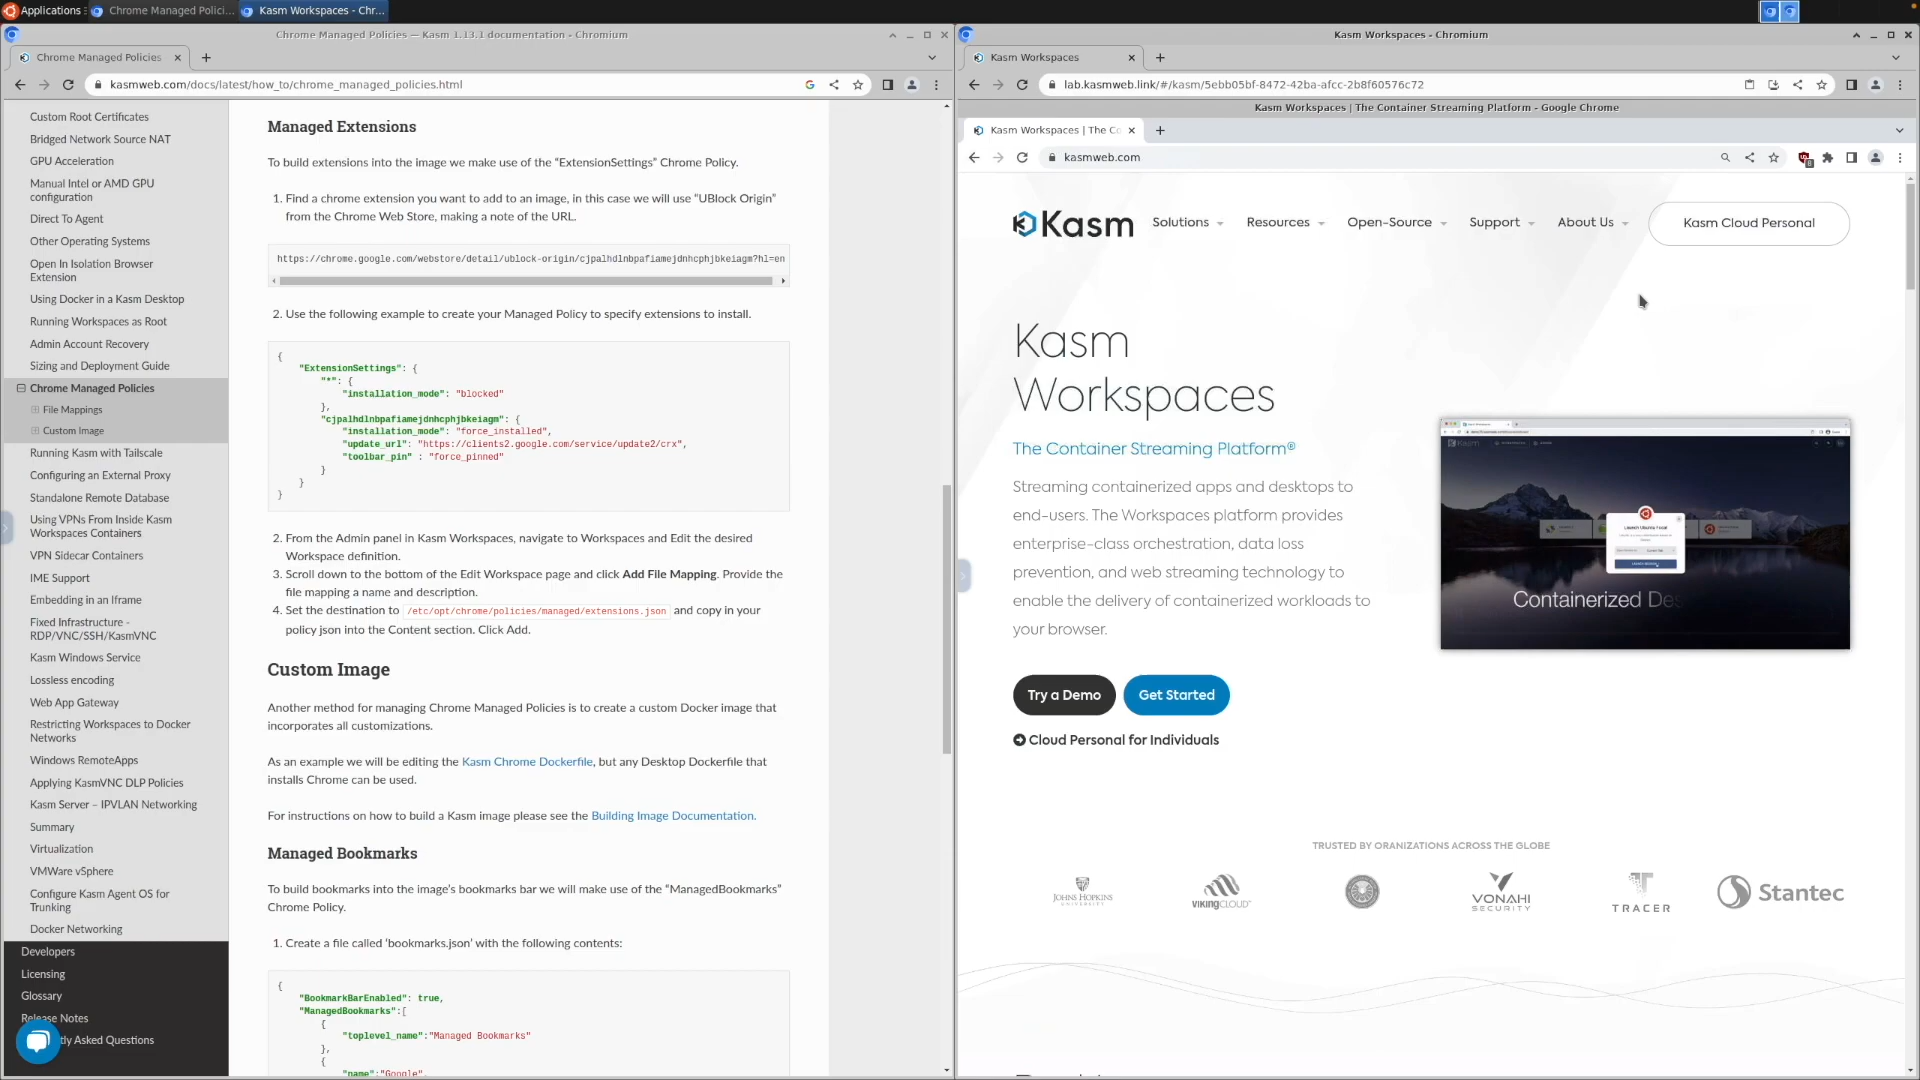 Applications
Chrome Managed Polici...
Kasm Workspaces - Chr...
Chrome Managed Policies — Kasm 1.13.1 documentation - Chromium
Chrome Managed Policies
kasmweb.com/docs/latest/how_to/chrome_managed_policies.html
Custom Root Certificates
Bridged Network Source NAT
GPU Acceleration
Manual Intel or AMD GPU
configuration
Direct To Agent
Other Operating Systems
Open In Isolation Browser
Extension
Using Docker in a Kasm Desktop
Running Workspaces as Root
Admin Account Recovery
Sizing and Deployment Guide
Chrome Managed Policies
File Mappings
Custom Image
Running Kasm with Tailscale
Configuring an External Proxy
Standalone Remote Database
Using VPNs From Inside Kasm
Workspaces Containers
VPN Sidecar Containers
IME Support
Embedding in an Iframe
Fixed Infrastructure -
RDP/VNC/SSH/KasmVNC
Kasm Windows Service
Lossless encoding
Web App Gateway
Restricting Workspaces to Docker
Networks
Windows RemoteApps
Applying KasmVNC DLP Policies
Kasm Server – IPVLAN Networking
Summary
Virtualization
VMWare vSphere
Configure Kasm Agent OS for
Trunking
Docker Networking
Developers
Licensing
Glossary
Release Notes
tly Asked Questions
Managed Extensions
To build extensions into the image we make use of the “ExtensionSettings” Chrome Policy.
1. Find a chrome extension you want to add to an image, in this case we will use “UBlock Origin”
from the Chrome Web Store, making a note of the URL.
https://chrome.google.com/webstore/detail/ublock-origin/cjpalhdlnbpafiamejdnhcphjbkeiagm?hl=en
2. Use the following example to create your Managed Policy to specify extensions to install.
{
"ExtensionSettings": {
"*": {
"installation_mode": "blocked"
},
"cjpalhdlnbpafiamejdnhcphjbkeiagm": {
"installation_mode": "force_installed",
"update_url": "https://clients2.google.com/service/update2/crx",
"toolbar_pin" : "force_pinned"
}
}
}
2. From the Admin panel in Kasm Workspaces, navigate to Workspaces and Edit the desired
Workspace definition.
3. Scroll down to the bottom of the Edit Workspace page and click Add File Mapping. Provide the
file mapping a name and description.
4. Set the destination to /etc/opt/chrome/policies/managed/extensions.json and copy in your
policy json into the Content section. Click Add.
Custom Image
Another method for managing Chrome Managed Policies is to create a custom Docker image that
incorporates all customizations.
As an example we will be editing the Kasm Chrome Dockerfile, but any Desktop Dockerfile that
installs Chrome can be used.
For instructions on how to build a Kasm image please see the Building Image Documentation.
Managed Bookmarks
To build bookmarks into the image’s bookmarks bar we will make use of the “ManagedBookmarks”
Chrome Policy.
1. Create a file called ‘bookmarks.json’ with the following contents:
{
"BookmarkBarEnabled": true,
"ManagedBookmarks":[
{
"toplevel_name":"Managed Bookmarks"
},
{
"name":"Google",
Kasm Workspaces - Chromium
Kasm Workspaces
lab.kasmweb.link/#/kasm/5ebb05bf-8472-42ba-afcc-2b8f60576c72
Kasm Workspaces | The Container Streaming Platform - Google Chrome
Kasm Workspaces | The Co
kasmweb.com
Kasm
Solutions
Resources
Open-Source
Support
About Us
Kasm Cloud Personal
Kasm
Workspaces
The Container Streaming Platform®
Streaming containerized apps and desktops to
end-users. The Workspaces platform provides
enterprise-class orchestration, data loss
prevention, and web streaming technology to
enable the delivery of containerized workloads to
your browser.
Containerized Des
Try a Demo
Get Started
Cloud Personal for Individuals
TRUSTED BY ORANIZATIONS ACROSS THE GLOBE
JOHNS HOPKINS
UNIVERSITY
VIKINGCLOUD
VONAHI
SECURITY
TRACER
Stantec